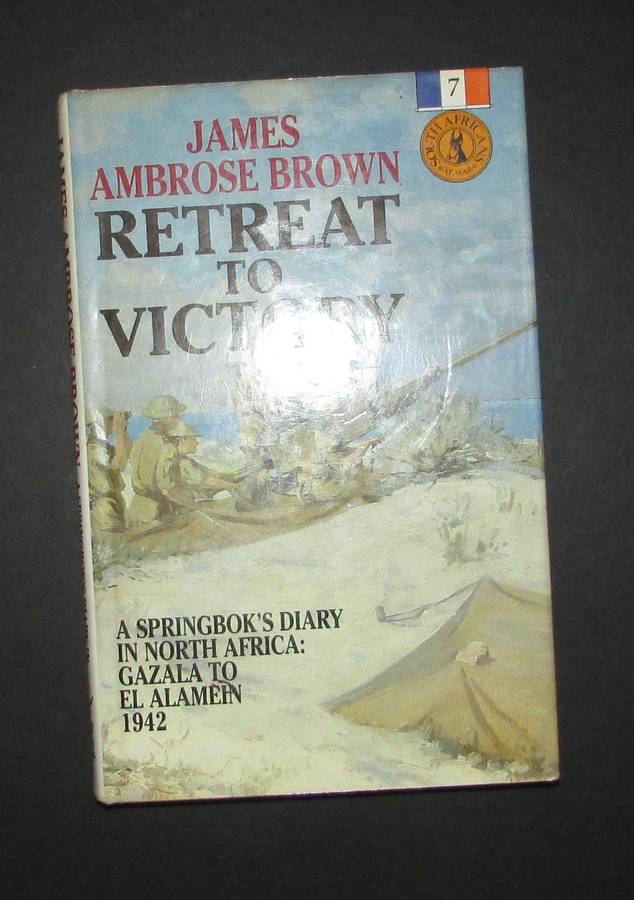 7
SOUTH AFRICANS
AT WAR
JAMES
AMBROSE BROWN
RETREAT
TO
VICTORY
A SPRINGBOK'S DIARY
IN NORTH AFRICA:
GAZALA TO
EL ALAMEIN
1942
JAMES AMBROSE BROWN